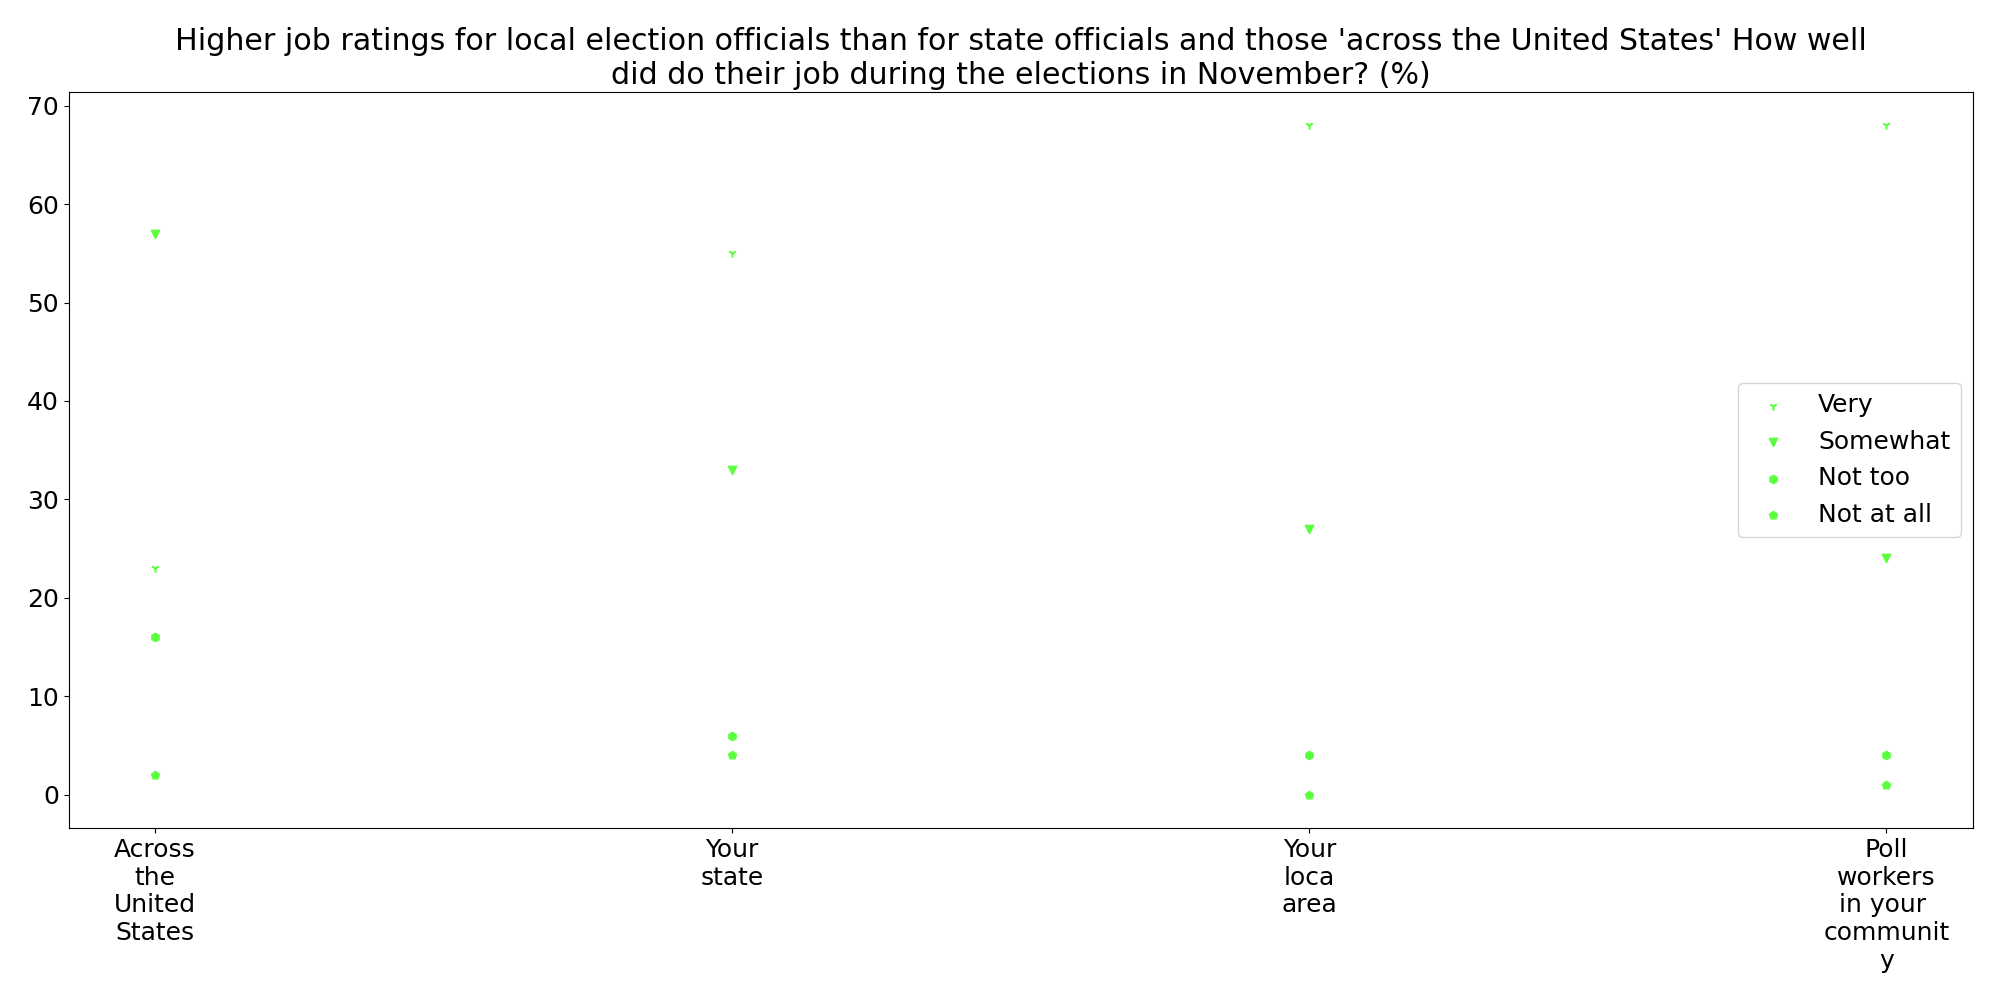 Higher job ratings for local election officials than for state officials and those 'across the United States' How well
did do their job during the elections in November? (%)
70
60
50
40
30
20
10
0
Very
Somewhat
Not too
Not at all
Across
the
United
States
Your
state
Your
loca
area
Poll
workers
in your
communit
y